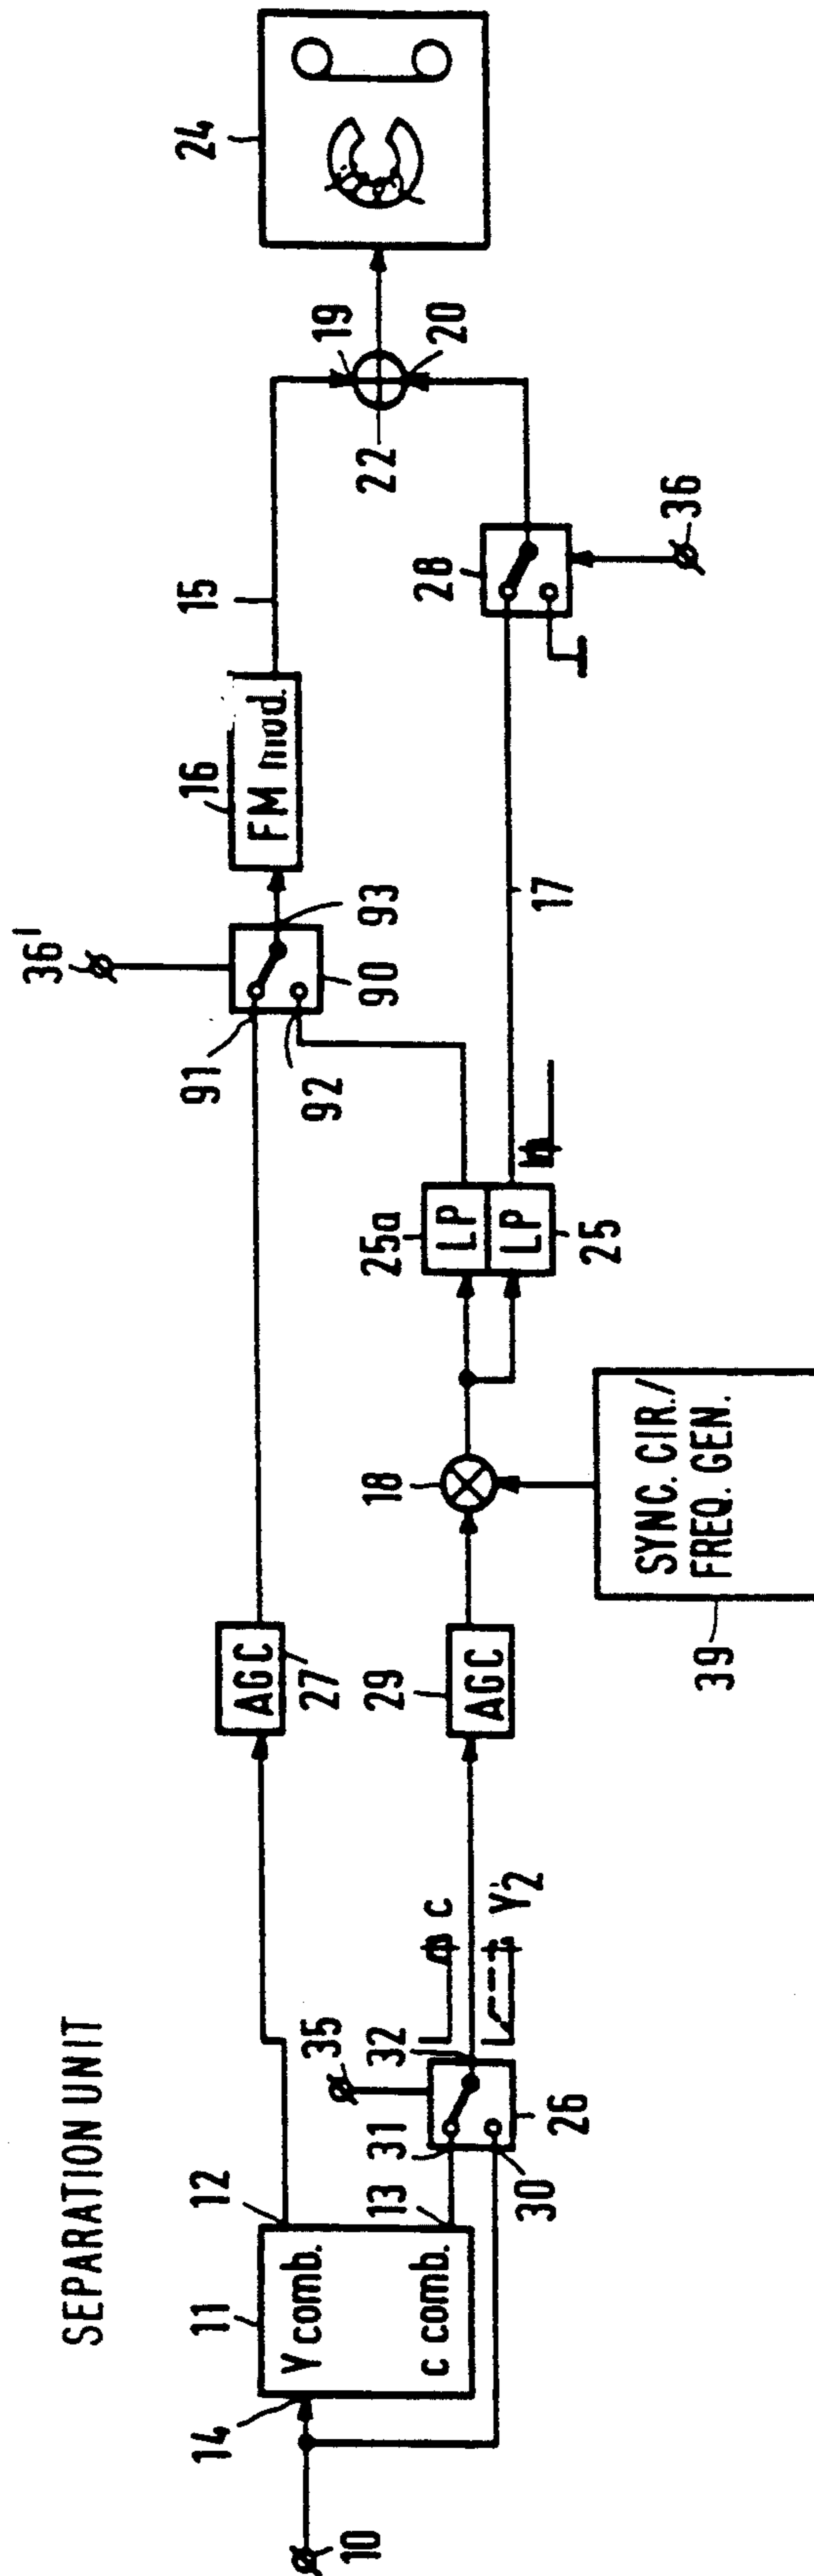 SEPARATION UNIT
10
14
11
Y comb.
c comb.
12
13
31
30
35
32
26
C
Y2
AGC
27
29
AGC
18
SYNC. CIR./
FREQ. GEN.
39
25a
LP
LP
25
91
92
36'
93
90
16
FM mod.
15
17
28
36
22
19
20
24